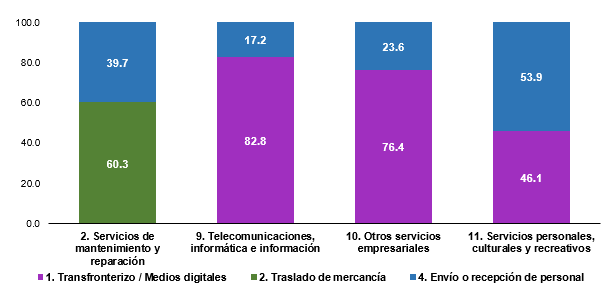 100.0
80.0
60.0
40.0
20.0
0.0
39.7
60.3
17.2
82.8
23.6
76.4
53.9
46.1
2. Servicios de
mantenimiento y
reparación
9. Telecomunicaciones,
informática e información
10. Otros servicios
empresariales
11. Servicios personales,
culturales y recreativos
1. Transfronterizo / Medios digitales
2. Traslado de mercancía
4. Envío o recepción de personal